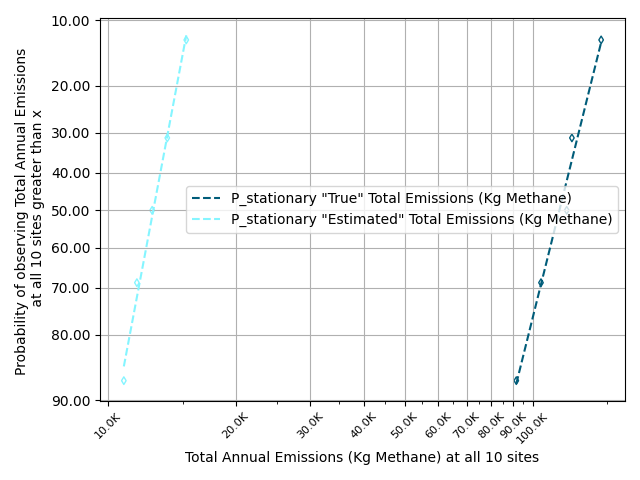 10.00
20.00
30.00
40.00
50.00
60.00
70.00
80.00
90.00
Probability of observing Total Annual Emissions
at all 10 sites greater than x
P_stationary "True" Total Emissions (Kg Methane)
P_stationary "Estimated" Total Emissions (Kg Methane)
10.0K
20.0K
30.0K
40.0K
50.0K
60.0K
70.0K
80.0K
90.0K
100.0K
Total Annual Emissions (Kg Methane) at all 10 sites